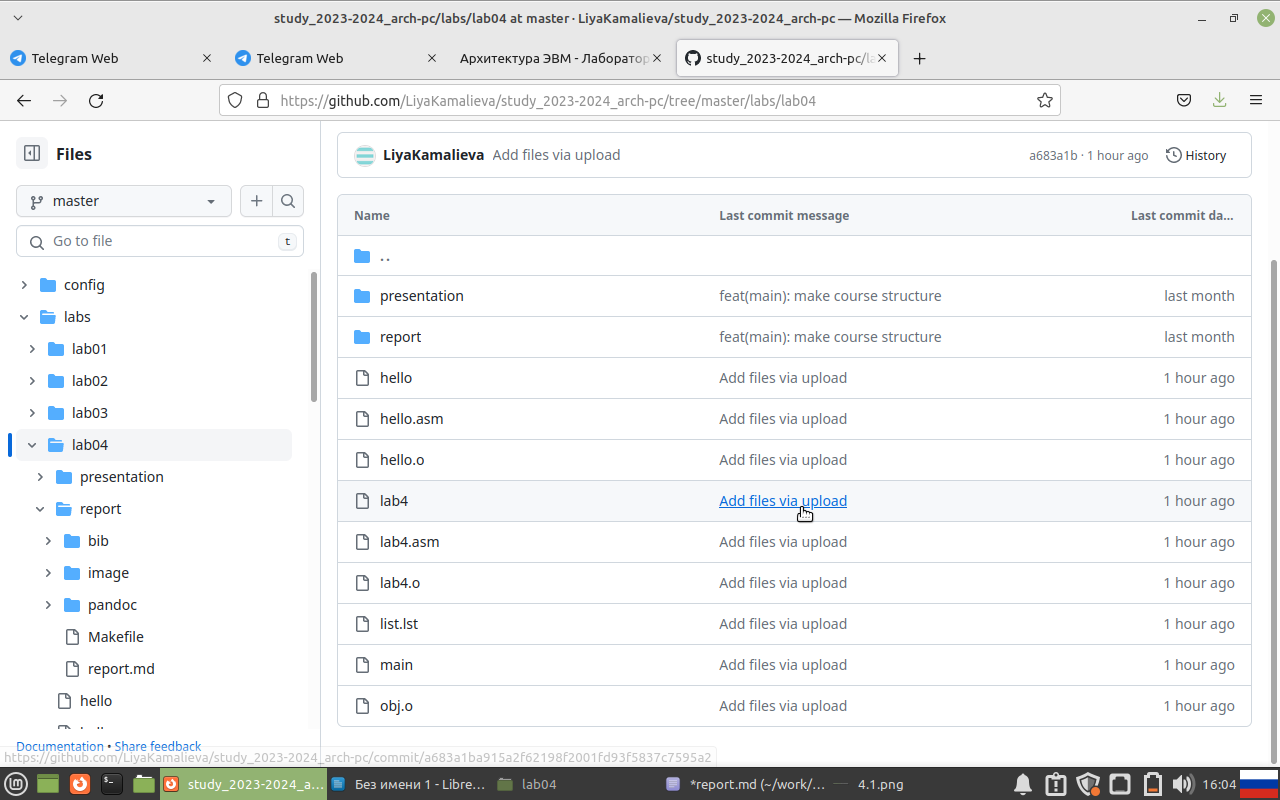 study_2023-2024_arch-pc/labs/lab04 at master · LiyaKamalieva/study_2023-2024_arch-pc — Mozilla Firefox
Telegram Web
Telegram Web
Архитектура ЭВМ - Лаборатор
study_2023-2024_arch-pc/la
https://github.com/LiyaKamalieva/study_2023-2024_arch-pc/tree/master/labs/lab04
Files
master
Go to file
t
config
labs
lab01
lab02
lab03
lab04
presentation
report
bib
image
pandoc
Makefile
report.md
hello
Documentation • Share feedback
LiyaKamalieva Add files via upload a683a1b · 1 hour ago History
Name Last commit message Last commit da...
..
presentation feat(main): make course structure last month
report feat(main): make course structure last month
hello Add files via upload 1 hour ago
hello.asm Add files via upload 1 hour ago
hello.o Add files via upload 1 hour ago
lab4 Add files via upload 1 hour ago
lab4.asm Add files via upload 1 hour ago
lab4.o Add files via upload 1 hour ago
list.lst Add files via upload 1 hour ago
main Add files via upload 1 hour ago
obj.o Add files via upload 1 hour ago
https://github.com/LiyaKamalieva/study_2023-2024_arch-pc/commit/a683a1ba915a2f62198f2001fd93f5837c7595a2
study_2023-2024_a... Без имени 1 - Libre... lab04 *report.md (~/work/... 4.1.png 16:04